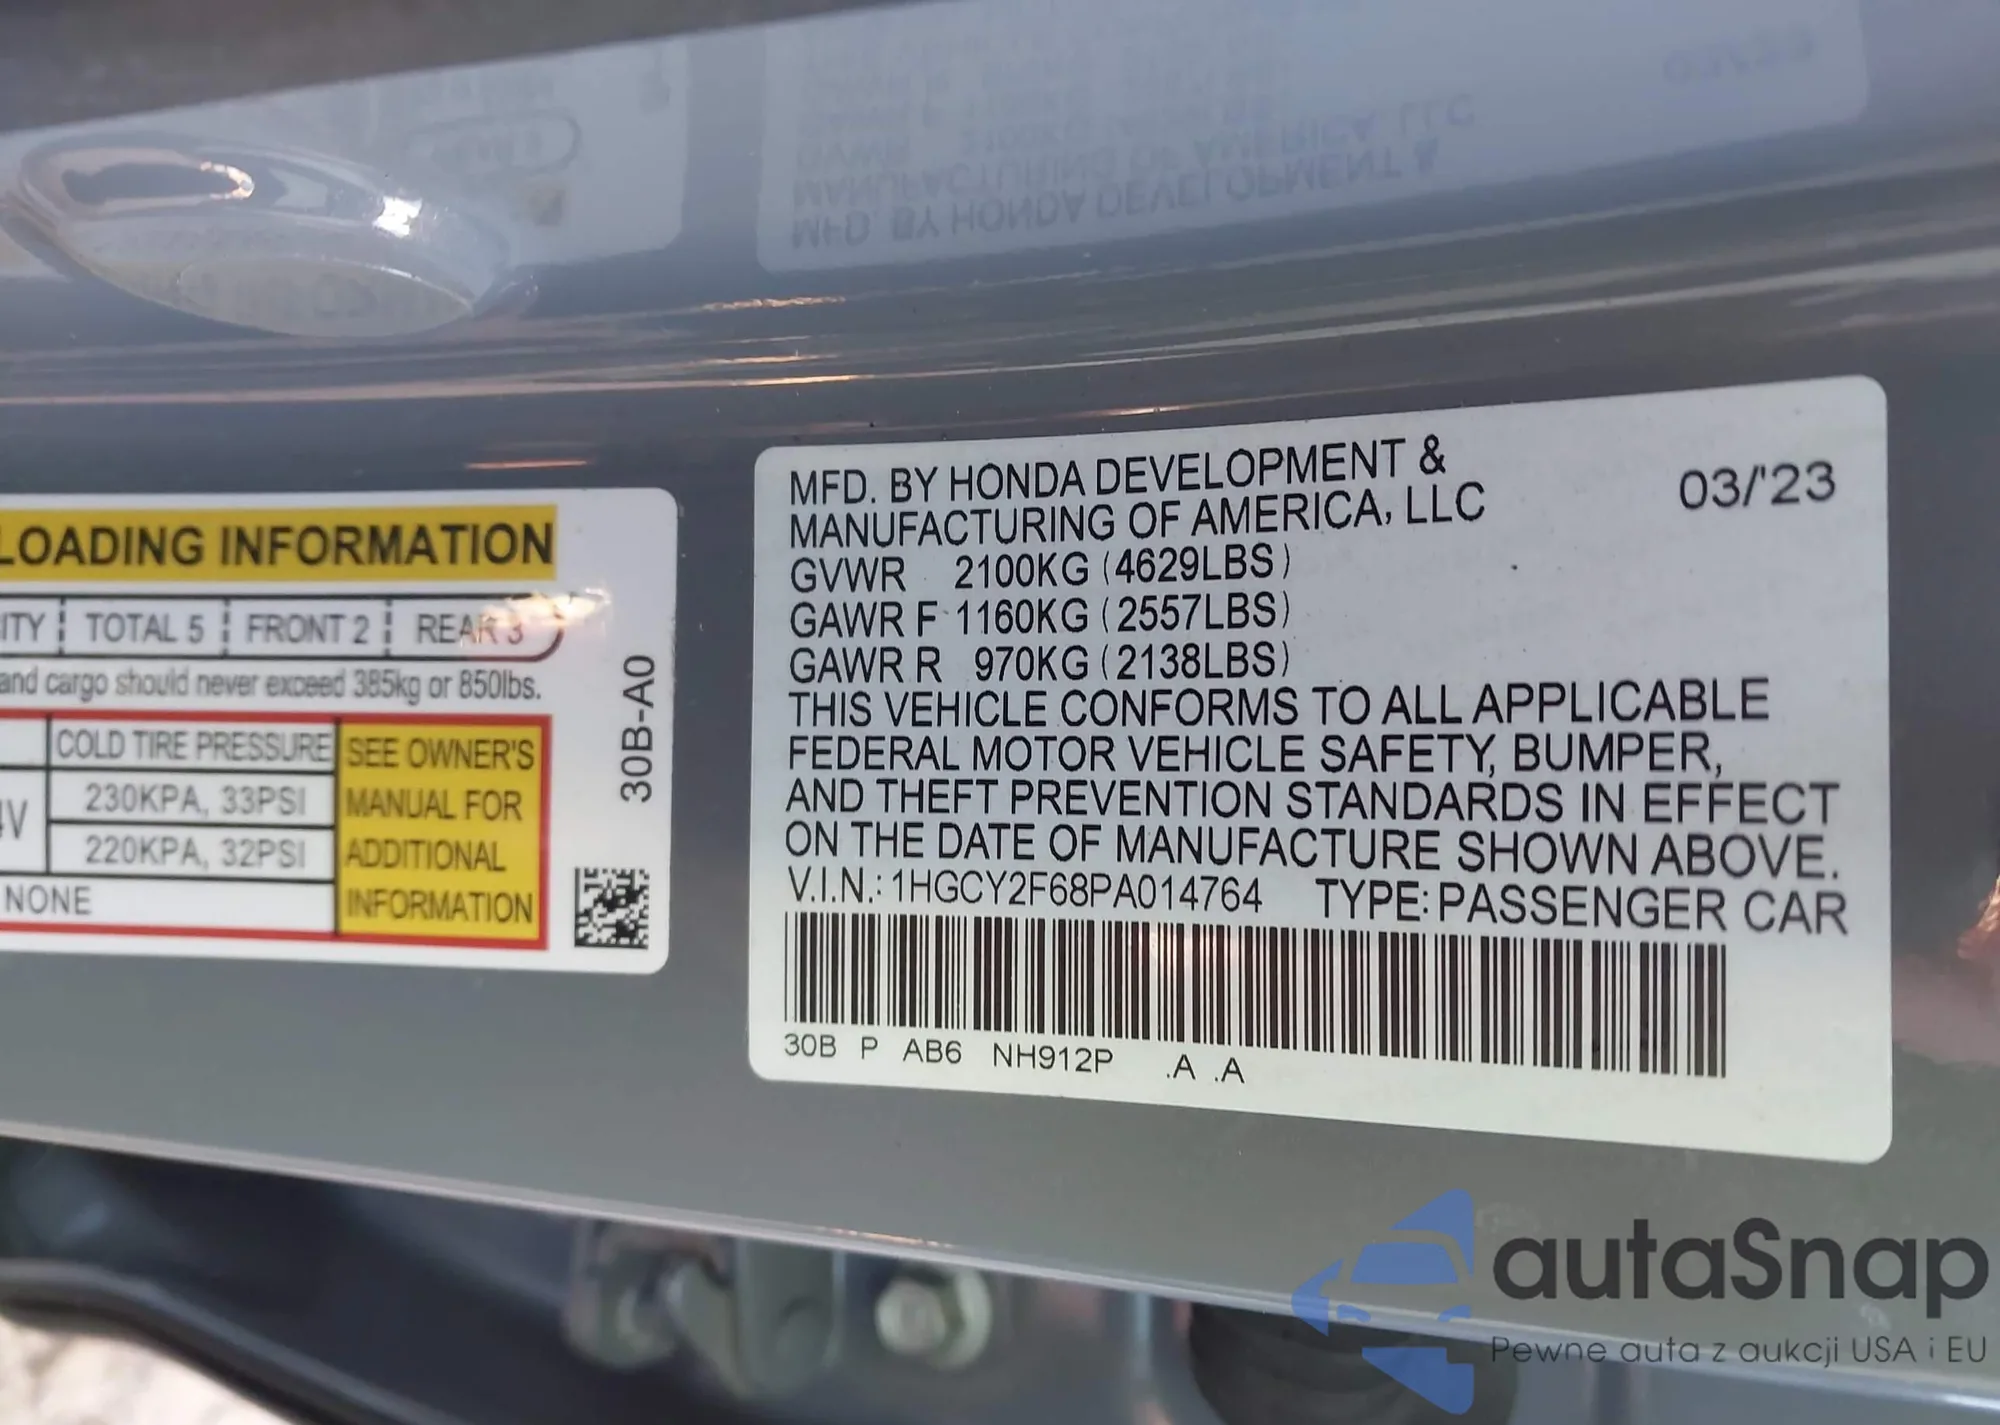 LOADING INFORMATION
ITY TOTAL 5 FRONT 2 REAR 3
and cargo should never exceed 385kg or 850lbs.
COLD TIRE PRESSURE
230KPA, 33PSI
4V
220KPA, 32PSI
NONE
SEE OWNER'S
MANUAL FOR
ADDITIONAL
INFORMATION
30B-A0
MFD. BY HONDA DEVELOPMENT &
MANUFACTURING OF AMERICA, LLC
03/'23
GVWR 2100KG (4629LBS)
GAWR F 1160KG (2557LBS)
GAWR R 970KG (2138LBS)
THIS VEHICLE CONFORMS TO ALL APPLICABLE
FEDERAL MOTOR VEHICLE SAFETY, BUMPER,
AND THEFT PREVENTION STANDARDS IN EFFECT
ON THE DATE OF MANUFACTURE SHOWN ABOVE.
V.I.N.: 1HGCY2F68PA014764 TYPE: PASSENGER CAR
30B P AB6 NH912P .A .A
autaSnap
Pewne auta z aukcji USA i EU